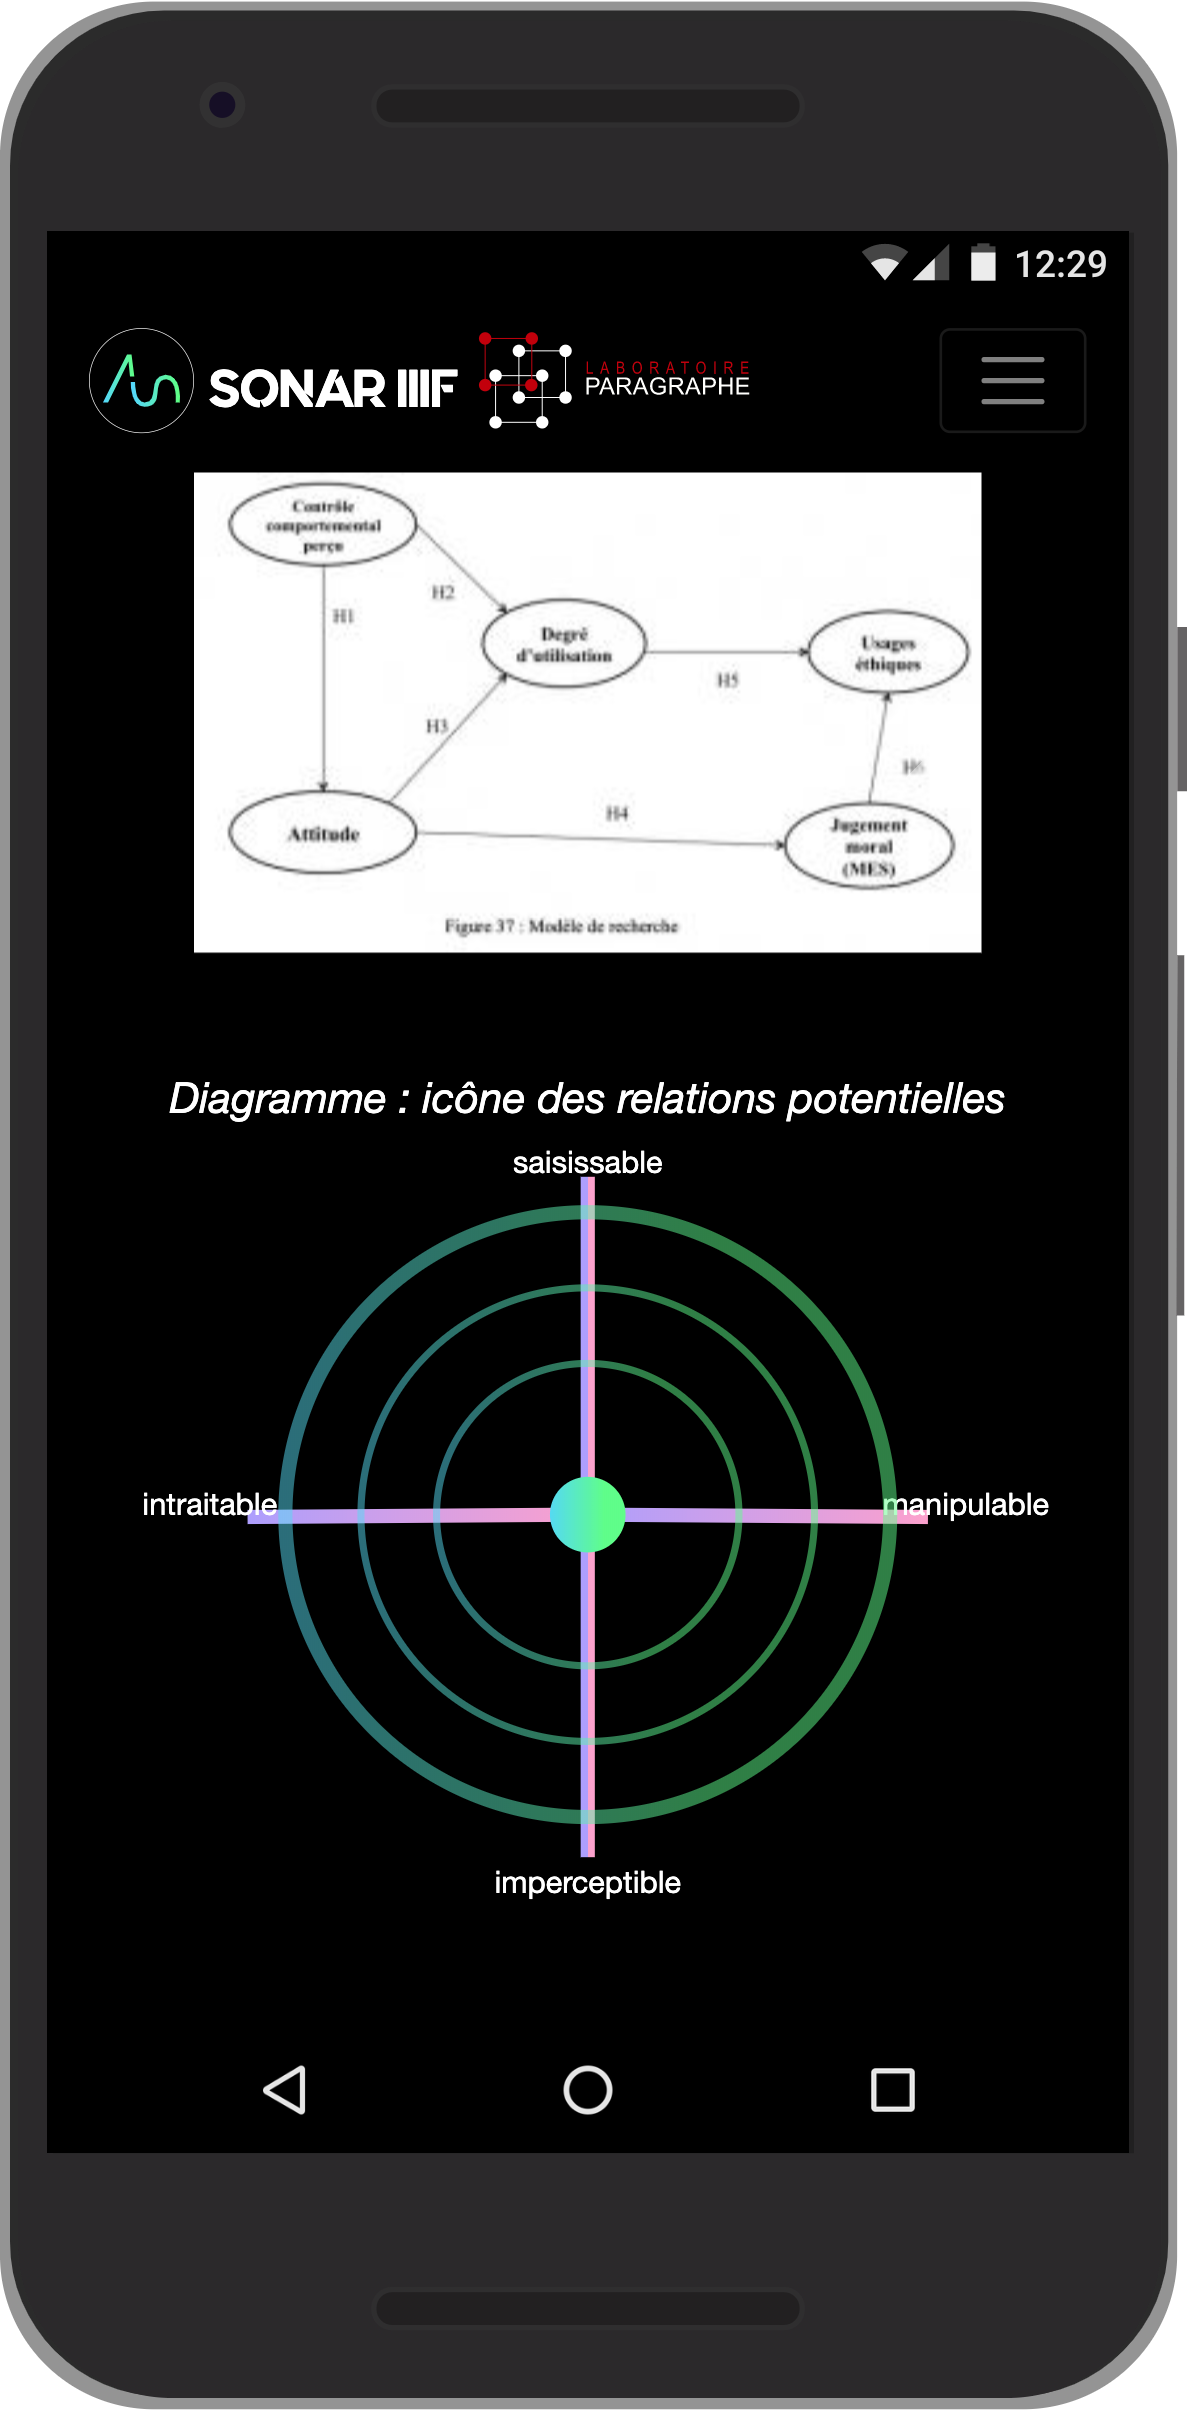 12:29
SONAR IIIF
LABORATOIRE
PARAGRAPHE
Contrôle
comportemental
perçu
H2
H1
Degré
d'utilisation
Usages
éthiques
H5
H3
H6
H4
Attitude
Jugement
moral
(MES)
Figure 37 : Modèle de recherche
Diagramme : icône des relations potentielles
saisissable
intraitable
manipulable
imperceptible